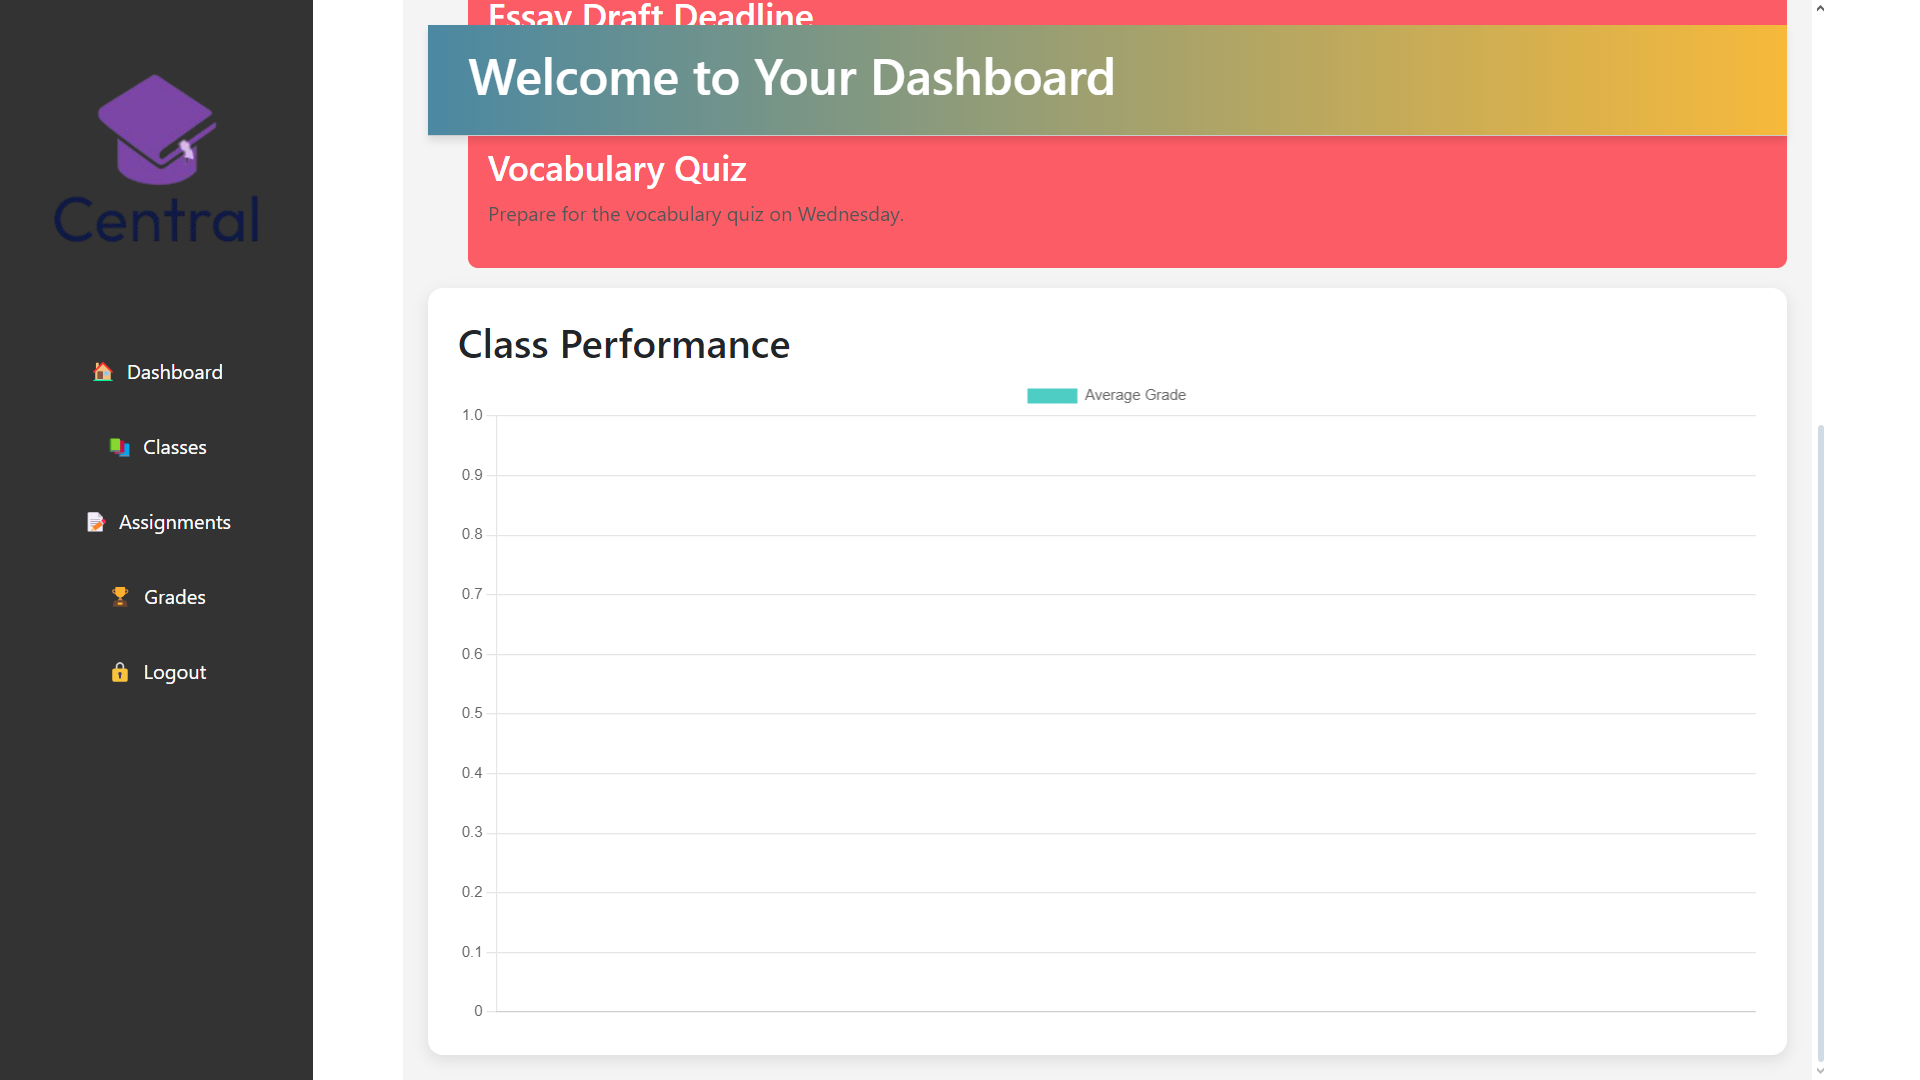 Central
Dashboard
Classes
Assignments
Grades
Logout
Essay Draft Deadline
Welcome to Your Dashboard
Vocabulary Quiz
Prepare for the vocabulary quiz on Wednesday.
Class Performance
Average Grade
1.0
0.9
0.8
0.7
0.6
0.5
0.4
0.3
0.2
0.1
0